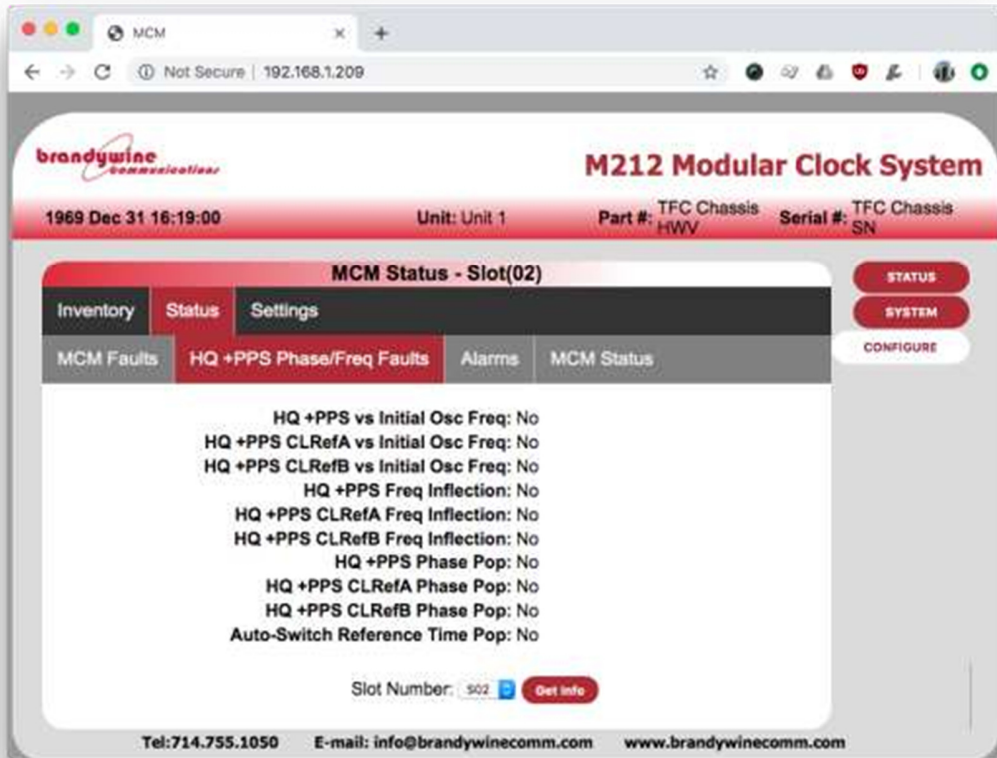 MCM
Not Secure | 192.168.1.209
brandywine
communications
M212 Modular Clock System
1969 Dec 31 16:19:00
Unit: Unit 1
Part #: TFC Chassis HWV
Serial #: TFC Chassis SN
MCM Status - Slot(02)
STATUS
SYSTEM
CONFIGURE
Inventory Status Settings
MCM Faults HQ +PPS Phase/Freq Faults Alarms MCM Status
HQ +PPS vs Initial Osc Freq: No
HQ +PPS CLRefA vs Initial Osc Freq: No
HQ +PPS CLRefB vs Initial Osc Freq: No
HQ +PPS Freq Inflection: No
HQ +PPS CLRefA Freq Inflection: No
HQ +PPS CLRefB Freq Inflection: No
HQ +PPS Phase Pop: No
HQ +PPS CLRefA Phase Pop: No
HQ +PPS CLRefB Phase Pop: No
Auto-Switch Reference Time Pop: No
Slot Number: S02 Get Info
Tel:714.755.1050 E-mail: info@brandywinecomm.com www.brandywinecomm.com